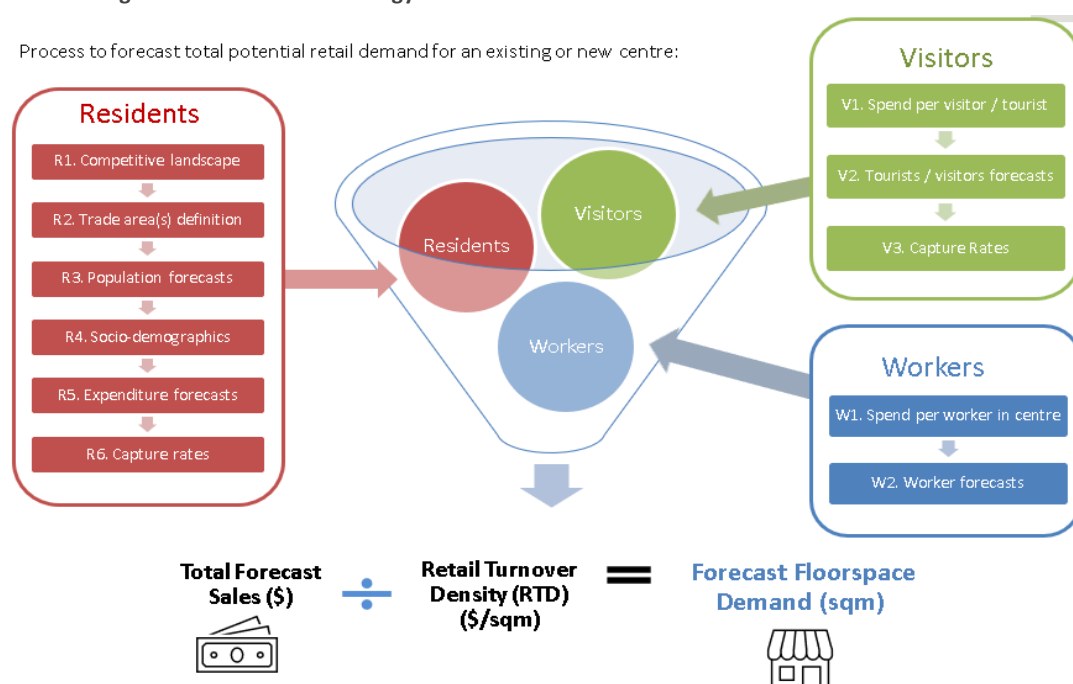 Process to forecast total potential retail demand for an existing or new centre:
Residents
R1. Competitive landscape
R2. Trade area(s) definition
R3. Population forecasts
R4. Socio-demographics
R5. Expenditure forecasts
R6. Capture rates
Residents
Visitors
Workers
Visitors
V1. Spend per visitor / tourist
V2. Tourists / visitors forecasts
V3. Capture Rates
Workers
W1. Spend per worker in centre
W2. Worker forecasts
Total Forecast
Sales ($)
÷
Retail Turnover
Density (RTD)
($/sqm)
=
Forecast Floorspace
Demand (sqm)